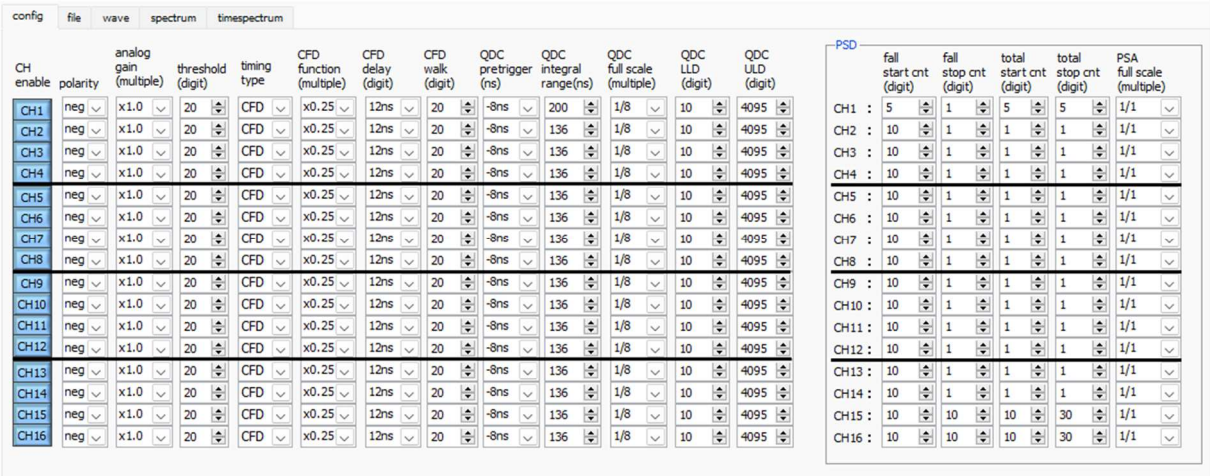 config file wave spectrum timespectrum
CH enable polarity analog gain (multiple) threshold (digit) timing type CFD function (multiple) CFD delay (digit) CFD walk (digit) QDC pretrigger (ns) QDC integral range(ns) QDC full scale (multiple) QDC LLD (digit) QDC ULD (digit)
CH1 neg x1.0 20 CFD x0.25 12ns 20 -8ns 200 1/8 10 4095
CH2 neg x1.0 20 CFD x0.25 12ns 20 -8ns 136 1/8 10 4095
CH3 neg x1.0 20 CFD x0.25 12ns 20 -8ns 136 1/8 10 4095
CH4 neg x1.0 20 CFD x0.25 12ns 20 -8ns 136 1/8 10 4095
CH5 neg x1.0 20 CFD x0.25 12ns 20 -8ns 136 1/8 10 4095
CH6 neg x1.0 20 CFD x0.25 12ns 20 -8ns 136 1/8 10 4095
CH7 neg x1.0 20 CFD x0.25 12ns 20 -8ns 136 1/8 10 4095
CH8 neg x1.0 20 CFD x0.25 12ns 20 -8ns 136 1/8 10 4095
CH9 neg x1.0 20 CFD x0.25 12ns 20 -8ns 136 1/8 10 4095
CH10 neg x1.0 20 CFD x0.25 12ns 20 -8ns 136 1/8 10 4095
CH11 neg x1.0 20 CFD x0.25 12ns 20 -8ns 136 1/8 10 4095
CH12 neg x1.0 20 CFD x0.25 12ns 20 -8ns 136 1/8 10 4095
CH13 neg x1.0 20 CFD x0.25 12ns 20 -8ns 136 1/8 10 4095
CH14 neg x1.0 20 CFD x0.25 12ns 20 -8ns 136 1/8 10 4095
CH15 neg x1.0 20 CFD x0.25 12ns 20 -8ns 136 1/8 10 4095
CH16 neg x1.0 20 CFD x0.25 12ns 20 -8ns 136 1/8 10 4095
PSD
fall start cnt (digit) fall stop cnt (digit) total start cnt (digit) total stop cnt (digit) PSA full scale (multiple)
CH1 : 5 1 5 5 1/1
CH2 : 10 1 1 1 1/1
CH3 : 10 1 1 1 1/1
CH4 : 10 1 1 1 1/1
CH5 : 10 1 1 1 1/1
CH6 : 10 1 1 1 1/1
CH7 : 10 1 1 1 1/1
CH8 : 10 1 1 1 1/1
CH9 : 10 1 1 1 1/1
CH10 : 10 1 1 1 1/1
CH11 : 10 1 1 1 1/1
CH12 : 10 1 1 1 1/1
CH13 : 10 1 1 1 1/1
CH14 : 10 1 1 1 1/1
CH15 : 10 10 10 30 1/1
CH16 : 10 10 10 30 1/1